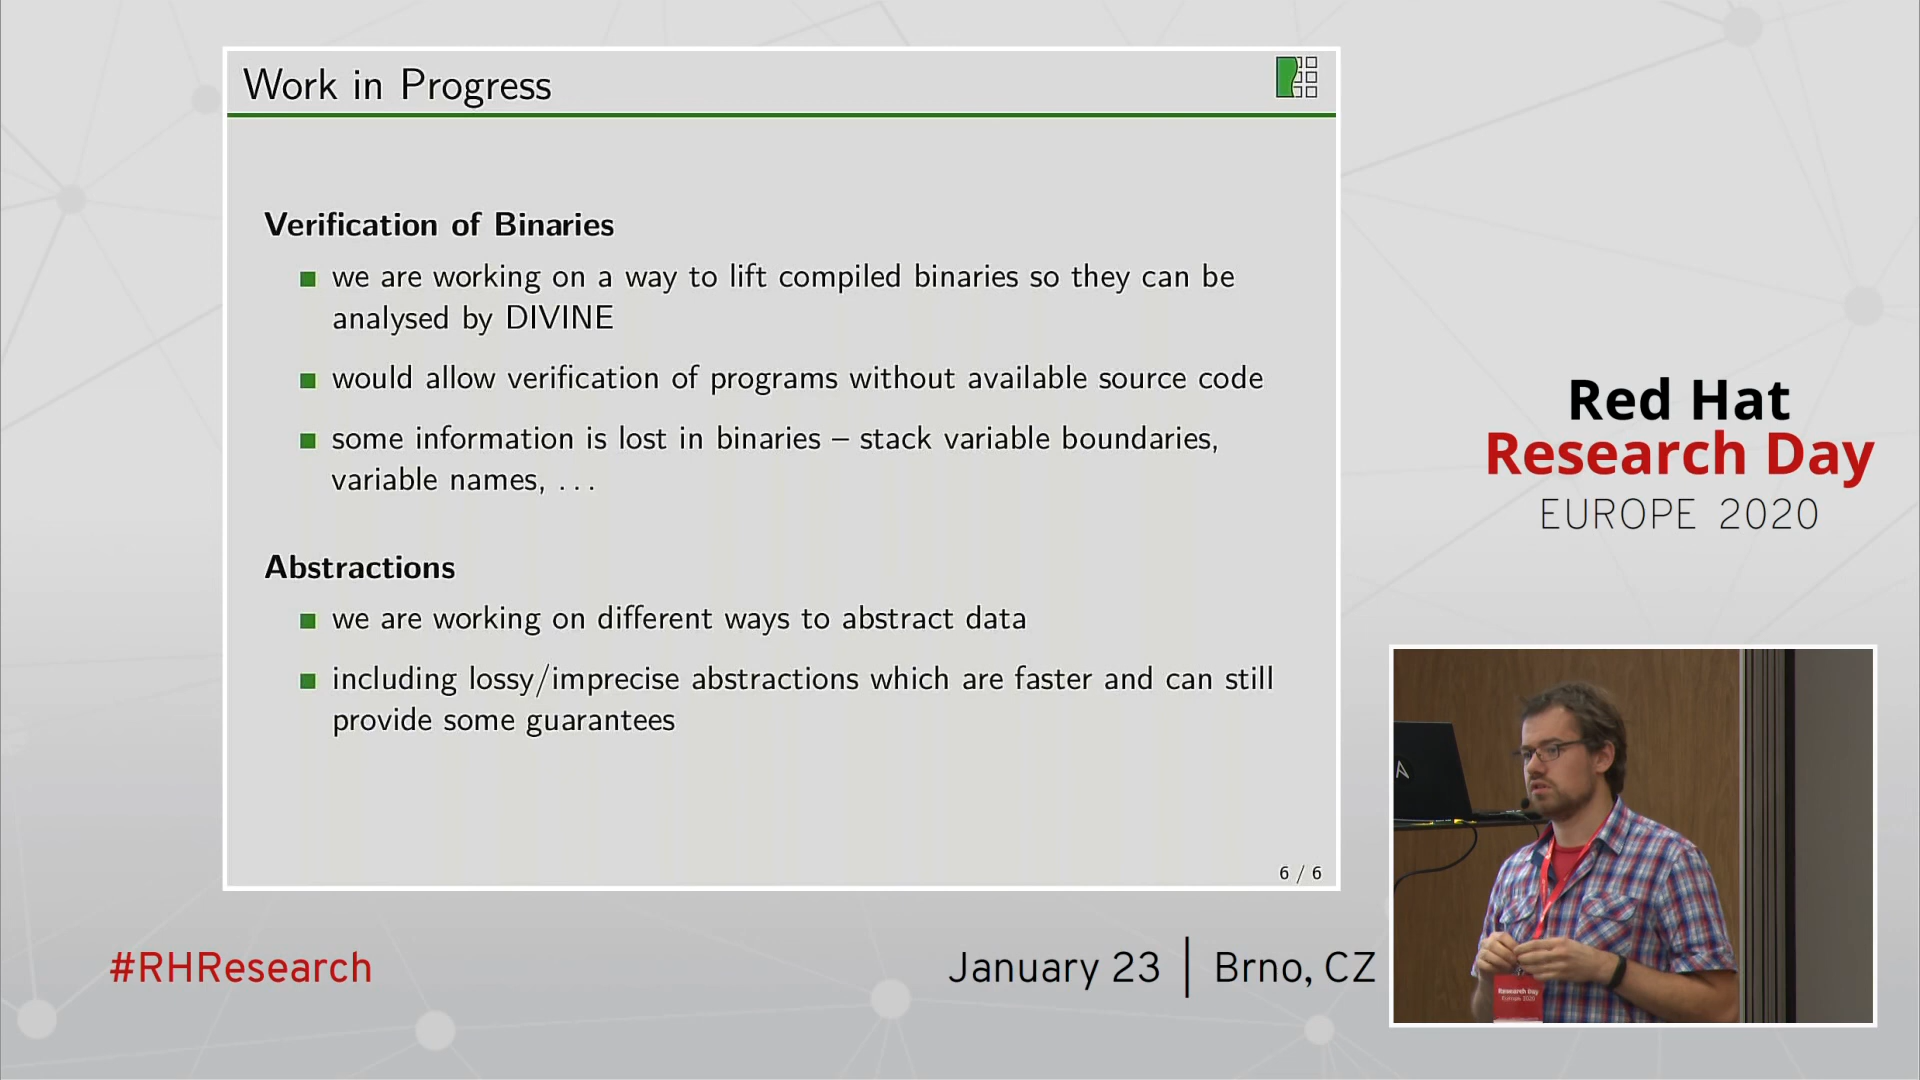 Work in Progress
Verification of Binaries
we are working on a way to lift compiled binaries so they can be
analysed by DIVINE
would allow verification of programs without available source code
some information is lost in binaries – stack variable boundaries,
variable names, ...
Abstractions
we are working on different ways to abstract data
including lossy/imprecise abstractions which are faster and can still
provide some guarantees
6 / 6
Red Hat
Research Day
EUROPE 2020
Research Day
Europe 2020
#RHResearch
January 23 | Brno, CZ